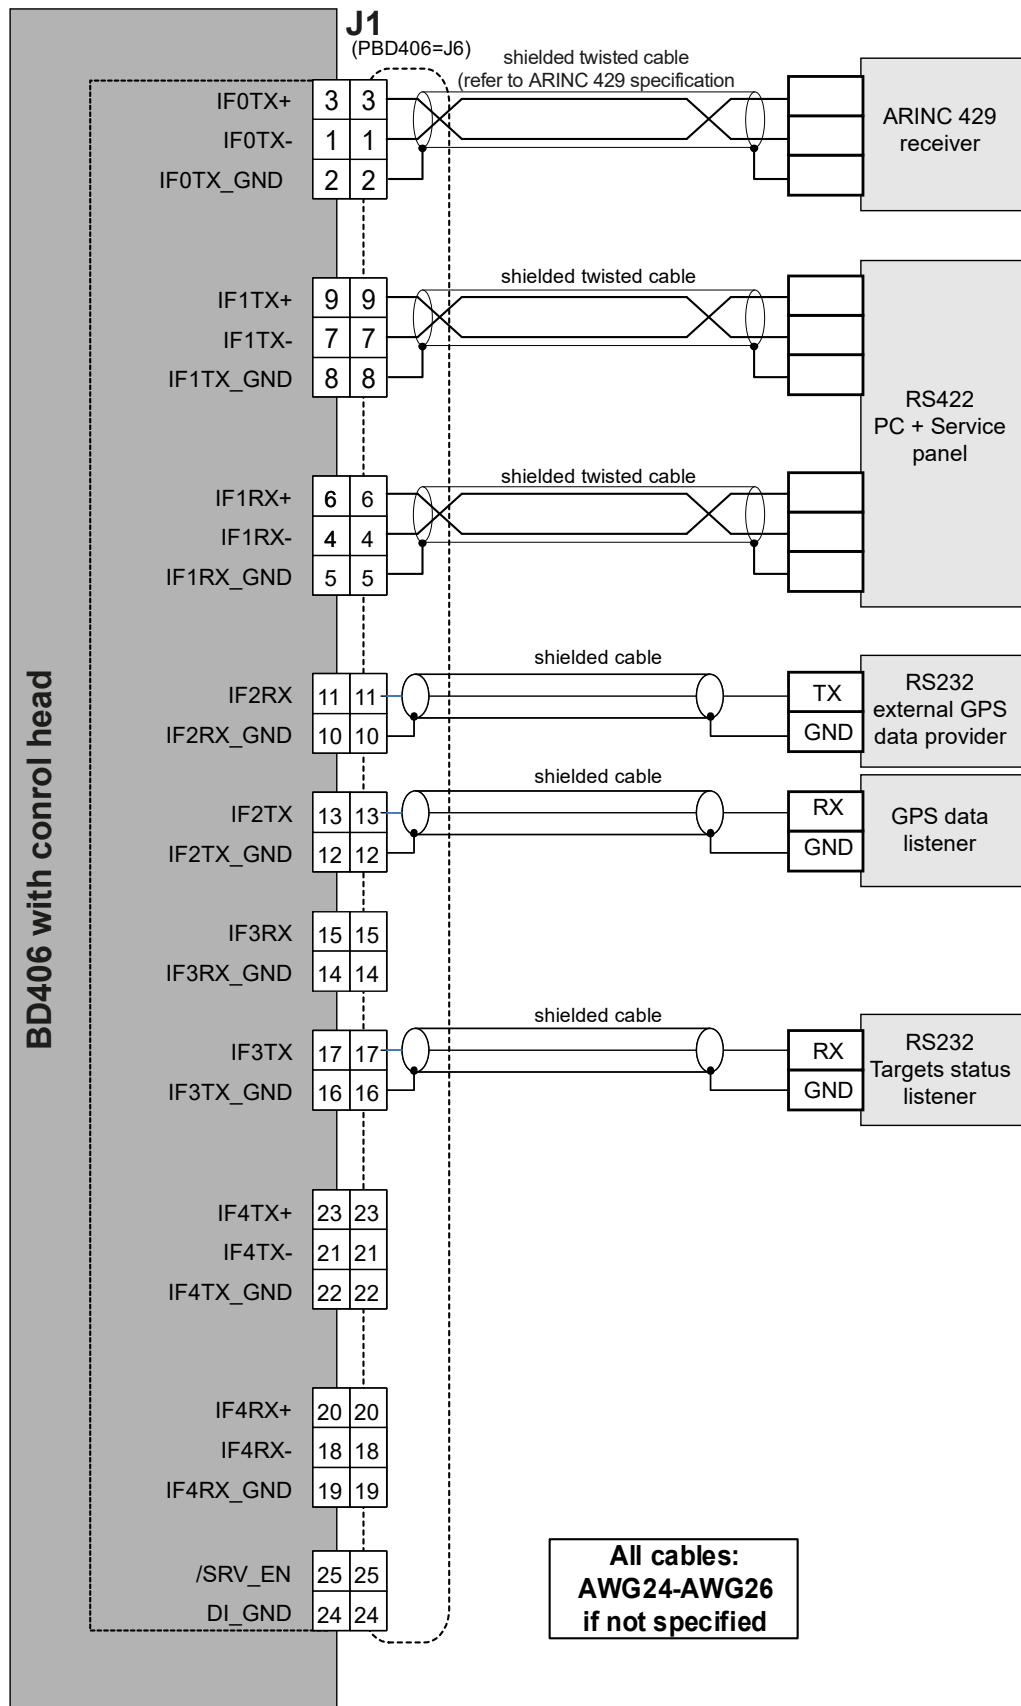 J1
(PBD406=J6)
shielded twisted cable
(refer to ARINC 429 specification
IF0TX+ 3 3
IF0TX- 1 1
IF0TX_GND 2 2
ARINC 429
receiver
shielded twisted cable
IF1TX+ 9 9
IF1TX- 7 7
IF1TX_GND 8 8
RS422
PC + Service
panel
shielded twisted cable
IF1RX+ 6 6
IF1RX- 4 4
IF1RX_GND 5 5
shielded cable
IF2RX 11 11
IF2RX_GND 10 10
TX
GND
RS232
external GPS
data provider
shielded cable
IF2TX 13 13
IF2TX_GND 12 12
RX
GND
GPS data
listener
IF3RX 15 15
IF3RX_GND 14 14
shielded cable
IF3TX 17 17
IF3TX_GND 16 16
RX
GND
RS232
Targets status
listener
IF4TX+ 23 23
IF4TX- 21 21
IF4TX_GND 22 22
IF4RX+ 20 20
IF4RX- 18 18
IF4RX_GND 19 19
/SRV_EN 25 25
DI_GND 24 24
BD406 with conrol head
All cables:
AWG24-AWG26
if not specified